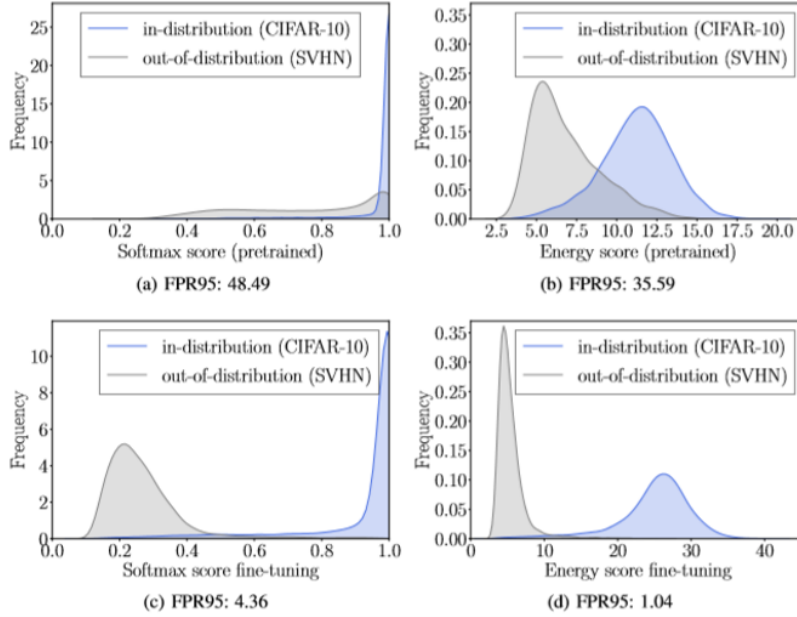 in-distribution (CIFAR-10)
out-of-distribution (SVHN)
Frequency
25
20
15
10
5
0
0.0 0.2 0.4 0.6 0.8 1.0
Softmax score (pretrained)
(a) FPR95: 48.49
in-distribution (CIFAR-10)
out-of-distribution (SVHN)
Frequency
0.35
0.30
0.25
0.20
0.15
0.10
0.05
0.00
2.5 5.0 7.5 10.0 12.5 15.0 17.5 20.0
Energy score (pretrained)
(b) FPR95: 35.59
in-distribution (CIFAR-10)
out-of-distribution (SVHN)
Frequency
10
8
6
4
2
0
0.0 0.2 0.4 0.6 0.8 1.0
Softmax score fine-tuning
(c) FPR95: 4.36
in-distribution (CIFAR-10)
out-of-distribution (SVHN)
Frequency
0.35
0.30
0.25
0.20
0.15
0.10
0.05
0.00
0 10 20 30 40
Energy score fine-tuning
(d) FPR95: 1.04